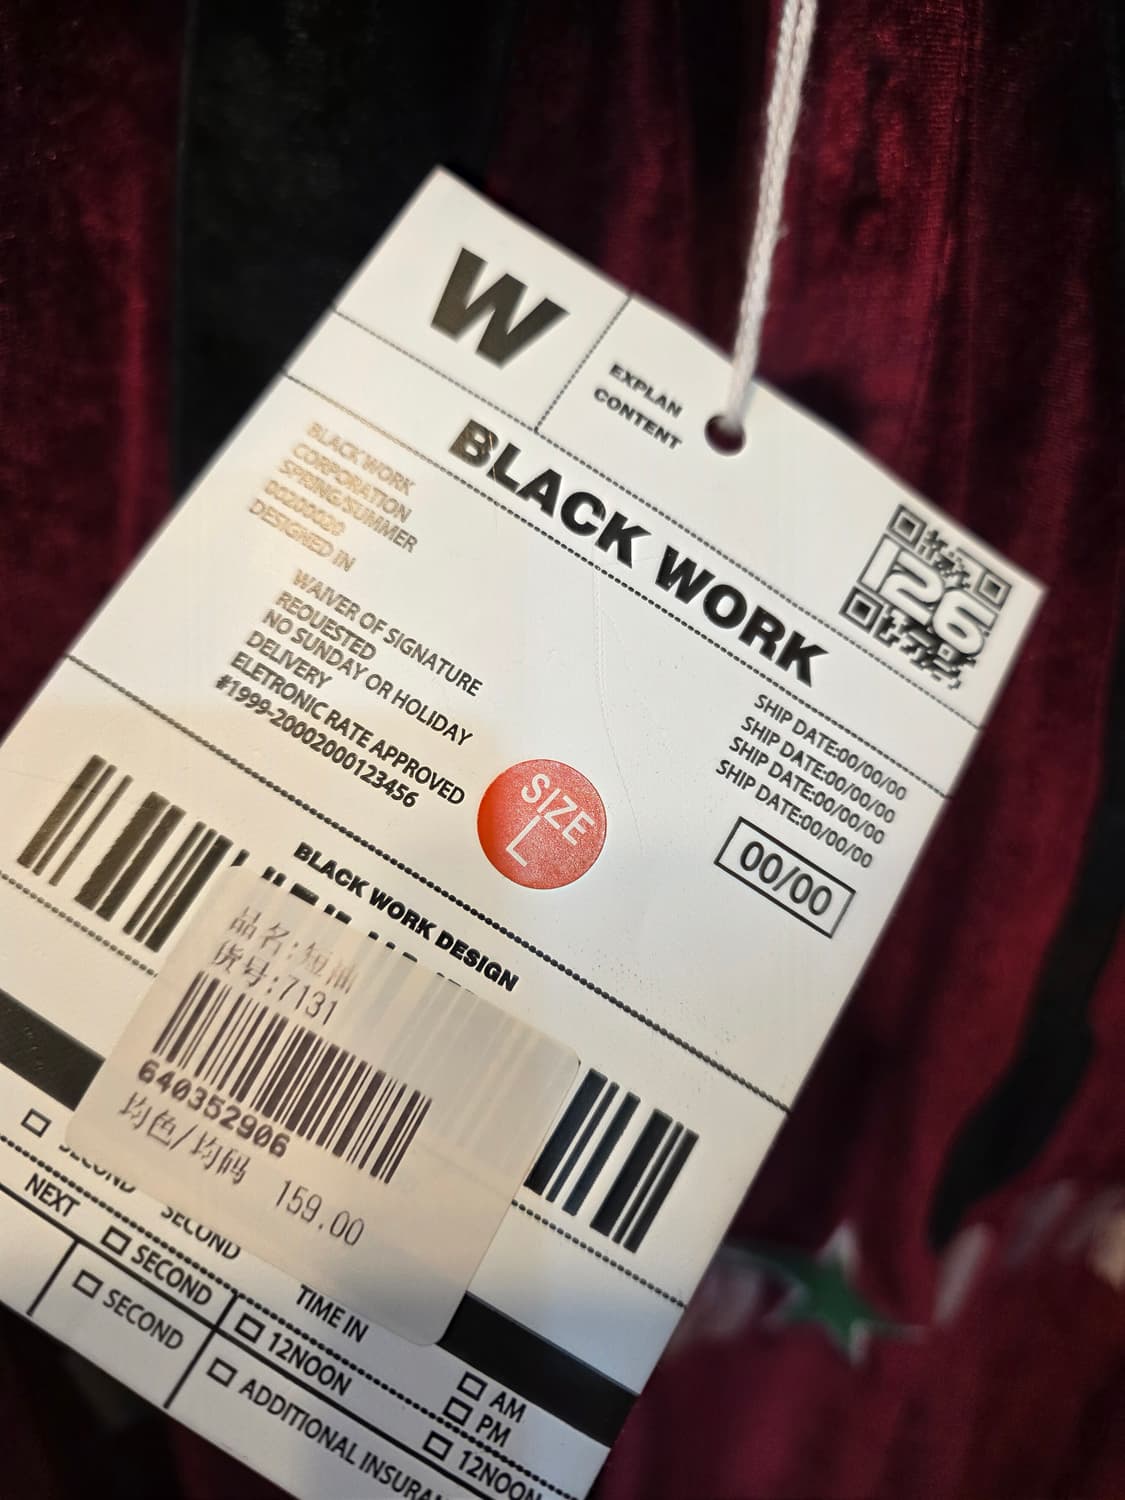 W
EXPLAN
CONTENT
BLACK WORK
126
BLACK WORK
CORPORATION
SPRING/SUMMER
00200020
DESIGNED IN
WAIVER OF SIGNATURE
REOUESTED
NO SUNDAY OR HOLIDAY
DELIVERY
ELETRONIC RATE APPROVED
#1999-20002000123456
SHIP DATE:00/00/00
SHIP DATE:00/00/00
SHIP DATE:00/00/00
SHIP DATE:00/00/00
00/00
SIZE
L
BLACK WORK DESIGN
品名:短袖
货号:7131
640352906
均色/均码 159.00
SECOND
SECOND
NEXT
SECOND
SECOND
TIME IN
12NOON
AM
PM
12NOON
ADDITIONAL